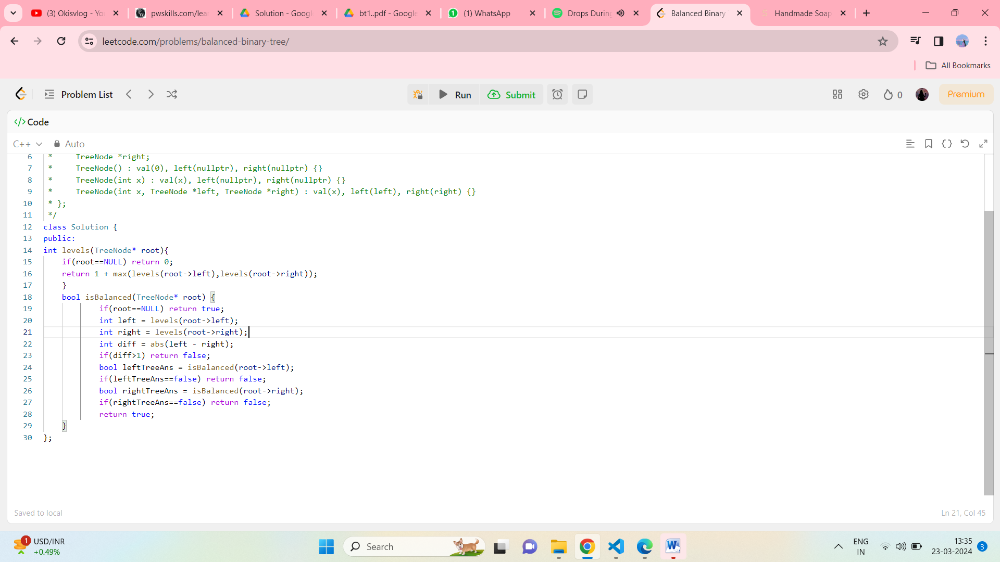 (3) Okisvlog - Yo
pwskills.com/lear
Solution - Googl
bt1..pdf - Google
(1) WhatsApp
Drops During
Balanced Binary
Handmade Soap
leetcode.com/problems/balanced-binary-tree/
All Bookmarks
Problem List
Run
Submit
0
Premium
</> Code
C++
Auto
6 * TreeNode *right;
7 * TreeNode() : val(0), left(nullptr), right(nullptr) {}
8 * TreeNode(int x) : val(x), left(nullptr), right(nullptr) {}
9 * TreeNode(int x, TreeNode *left, TreeNode *right) : val(x), left(left), right(right) {}
10 * };
11 */
12 class Solution {
13 public:
14 int levels(TreeNode* root){
15 if(root==NULL) return 0;
16 return 1 + max(levels(root->left),levels(root->right));
17 }
18 bool isBalanced(TreeNode* root) {
19 if(root==NULL) return true;
20 int left = levels(root->left);
21 int right = levels(root->right);
22 int diff = abs(left - right);
23 if(diff>1) return false;
24 bool leftTreeAns = isBalanced(root->left);
25 if(leftTreeAns==false) return false;
26 bool rightTreeAns = isBalanced(root->right);
27 if(rightTreeAns==false) return false;
28 return true;
29 }
30 };
Saved to local
Ln 21, Col 45
1
USD/INR
+0.49%
Search
ENG
IN
13:35
23-03-2024
3